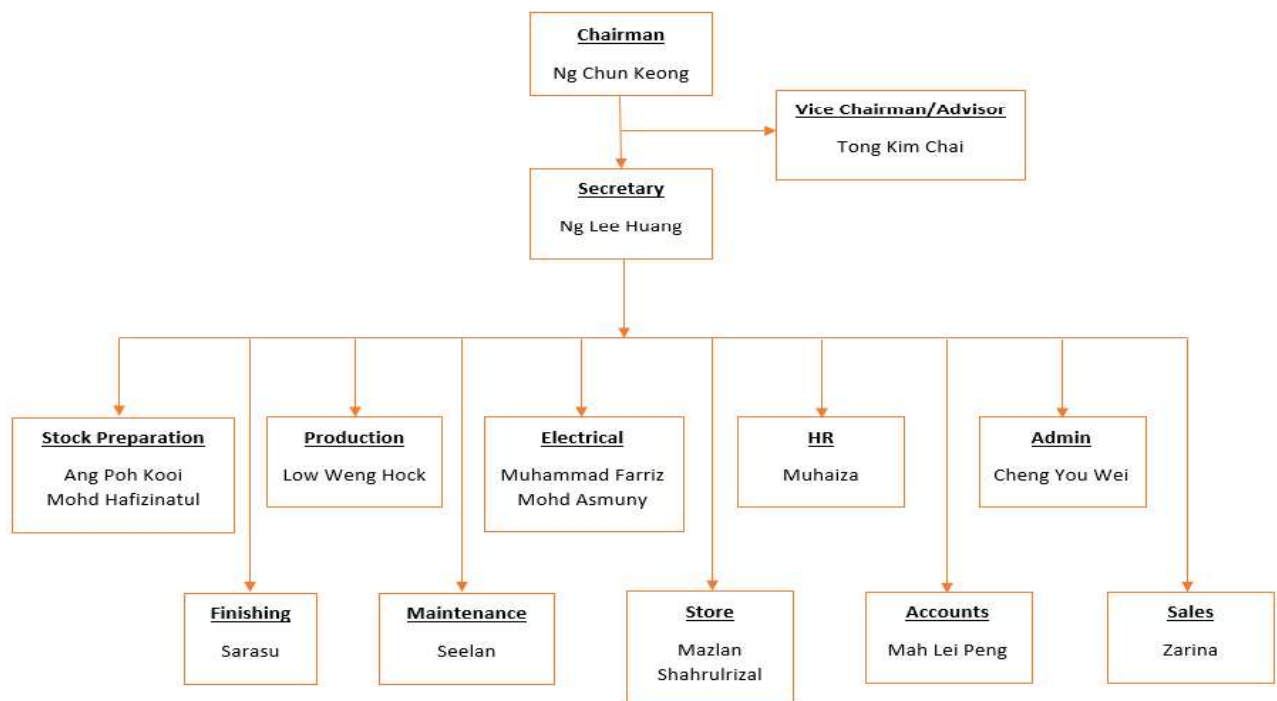 Chairman
Ng Chun Keong
Vice Chairman/Advisor
Tong Kim Chai
Secretary
Ng Lee Huang
Stock Preparation
Ang Poh Kooi
Mohd Hafizinatul
Production
Low Weng Hock
Electrical
Muhammad Farriz
Mohd Asmuny
HR
Muhaiza
Admin
Cheng You Wei
Finishing
Sarasu
Maintenance
Seelan
Store
Mazlan
Shahrulrizal
Accounts
Mah Lei Peng
Sales
Zarina